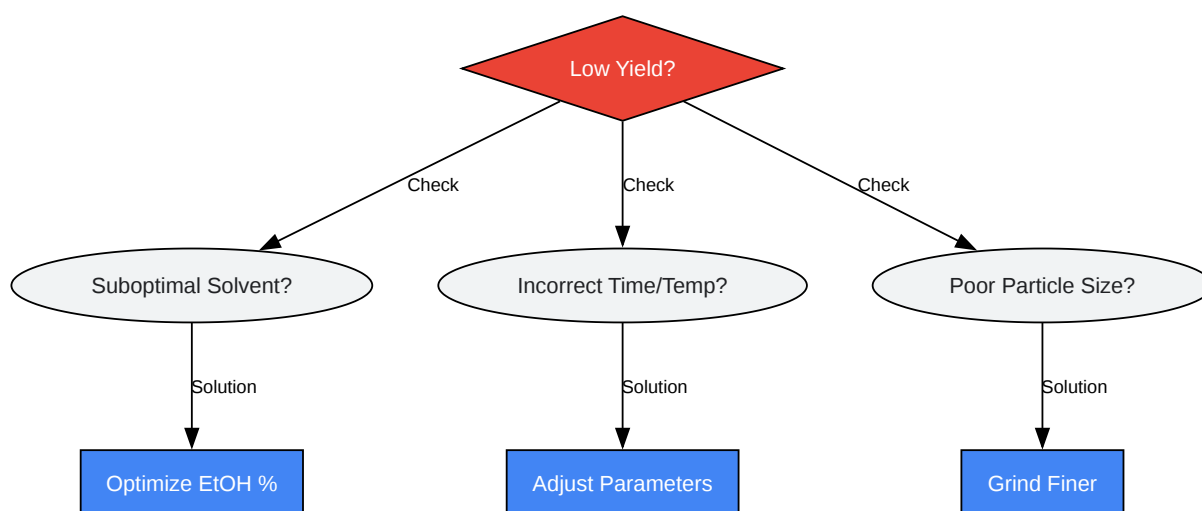 Low Yield?
Check
Check
Check
Suboptimal Solvent?
Incorrect Time/Temp?
Poor Particle Size?
Solution
Solution
Solution
Optimize EtOH %
Adjust Parameters
Grind Finer